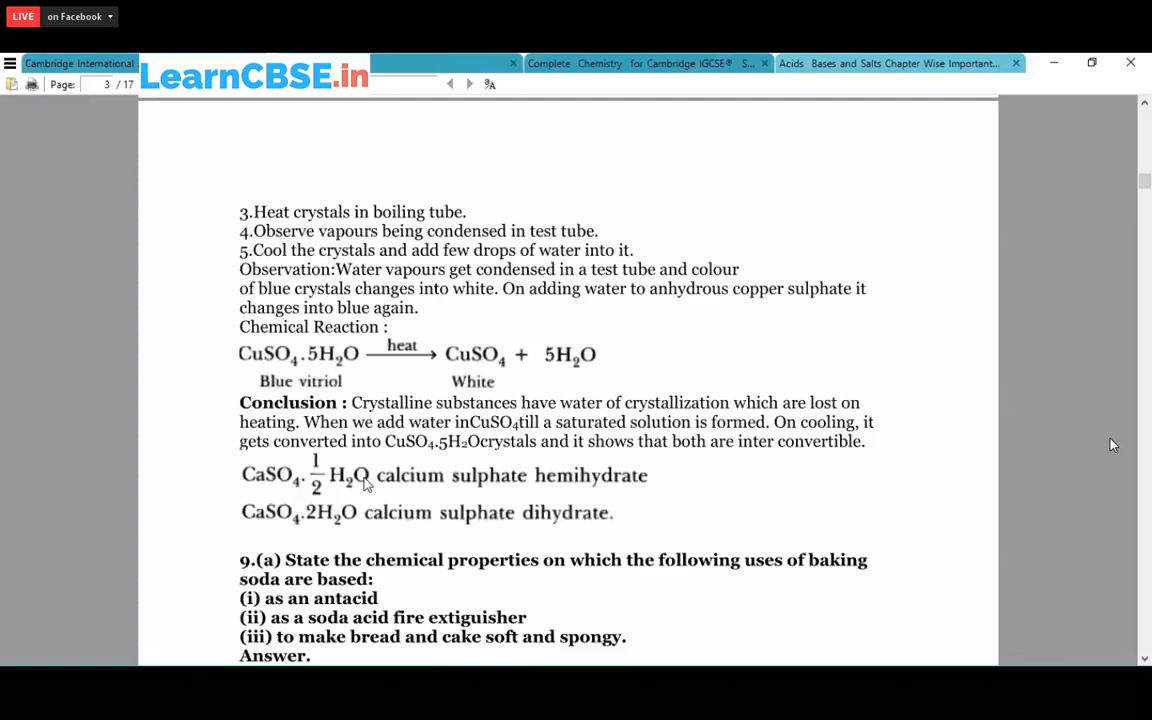 LIVE on Facebook
Cambridge International
Complete Chemistry for Cambridge IGCSE® S...
Acids Bases and Salts Chapter Wise Important...
LearnCBSE.in
Page: 3 / 17
3.Heat crystals in boiling tube.
4.Observe vapours being condensed in test tube.
5.Cool the crystals and add few drops of water into it.
Observation:Water vapours get condensed in a test tube and colour
of blue crystals changes into white. On adding water to anhydrous copper sulphate it
changes into blue again.
Chemical Reaction :
CuSO₄.5H₂O —heat→ CuSO₄ + 5H₂O
Blue vitriol White
Conclusion : Crystalline substances have water of crystallization which are lost on
heating. When we add water inCuSO₄till a saturated solution is formed. On cooling, it
gets converted into CuSO₄.5H₂Ocrystals and it shows that both are inter convertible.
CaSO₄. 1/2 H₂O calcium sulphate hemihydrate
CaSO₄.2H₂O calcium sulphate dihydrate.
9.(a) State the chemical properties on which the following uses of baking
soda are based:
(i) as an antacid
(ii) as a soda acid fire extiguisher
(iii) to make bread and cake soft and spongy.
Answer.